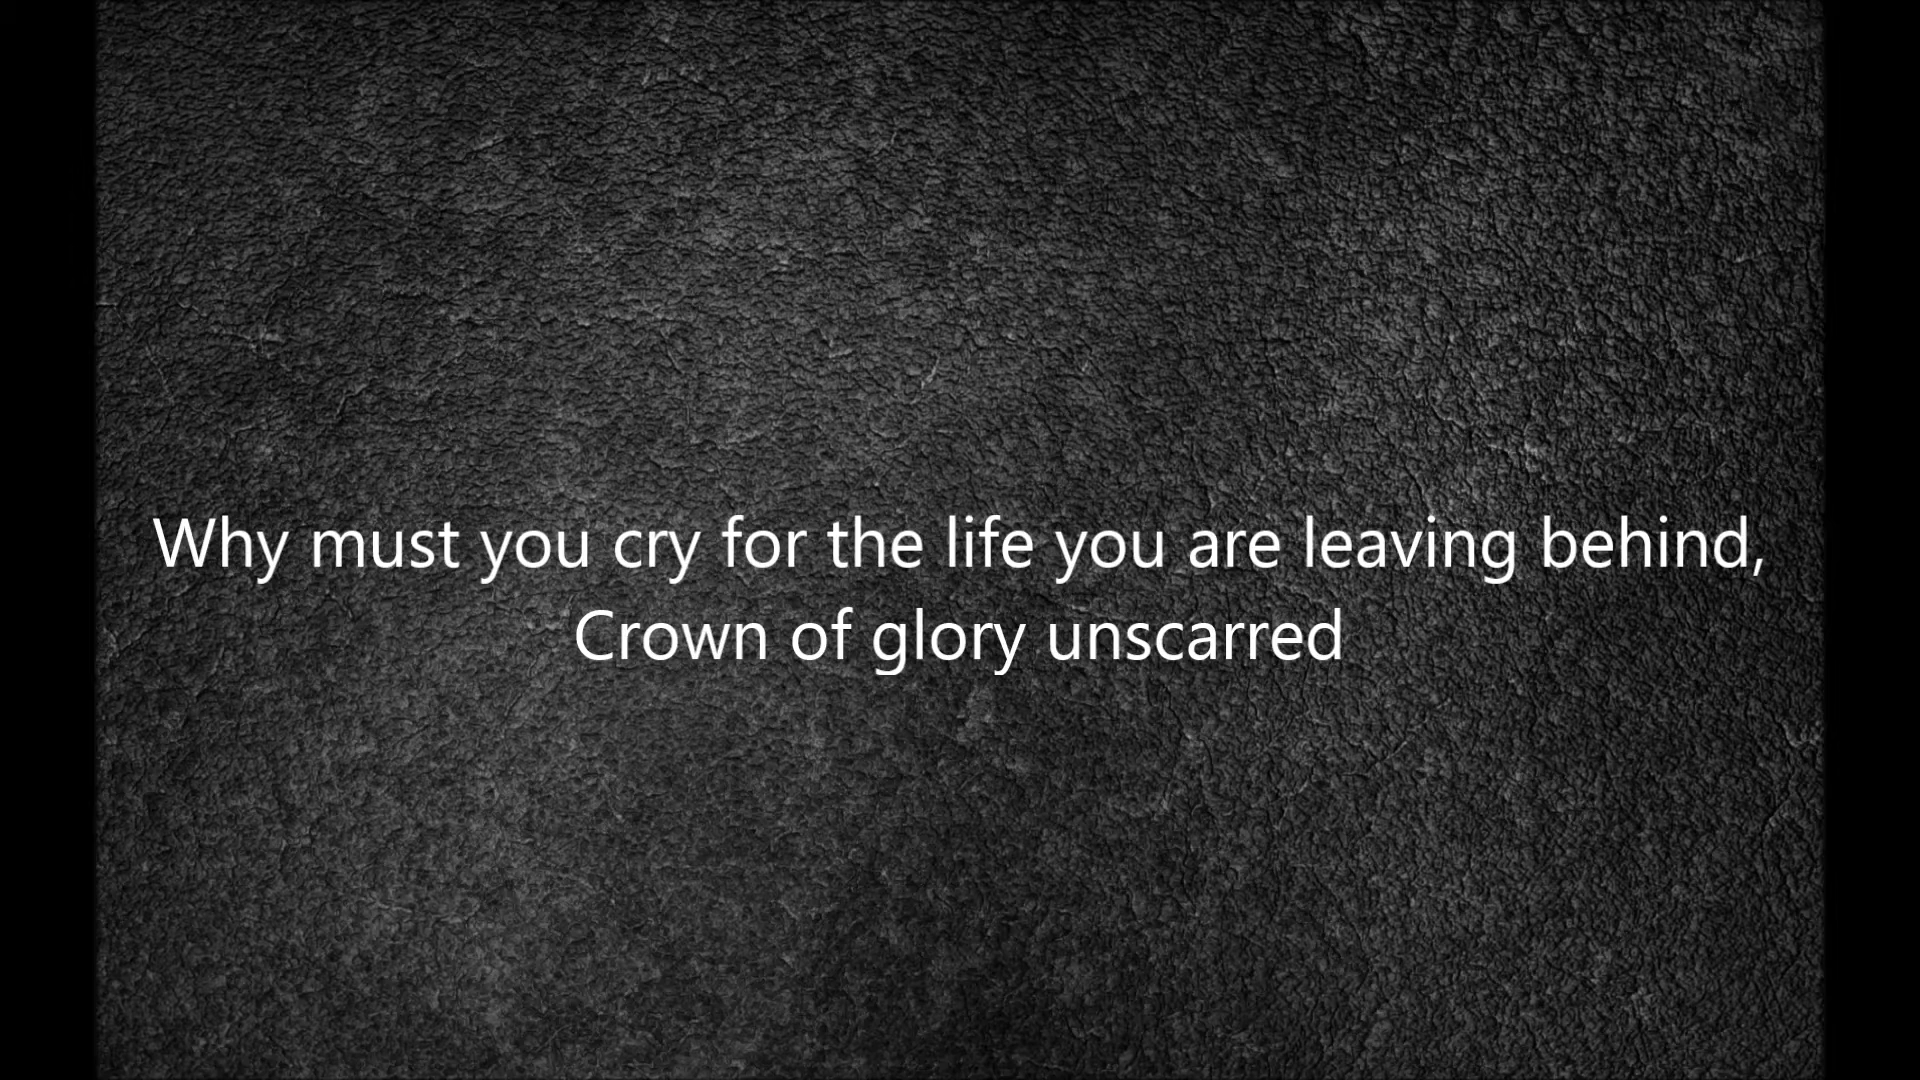 Why must you cry for the life you are leaving behind,
Crown of glory unscarred